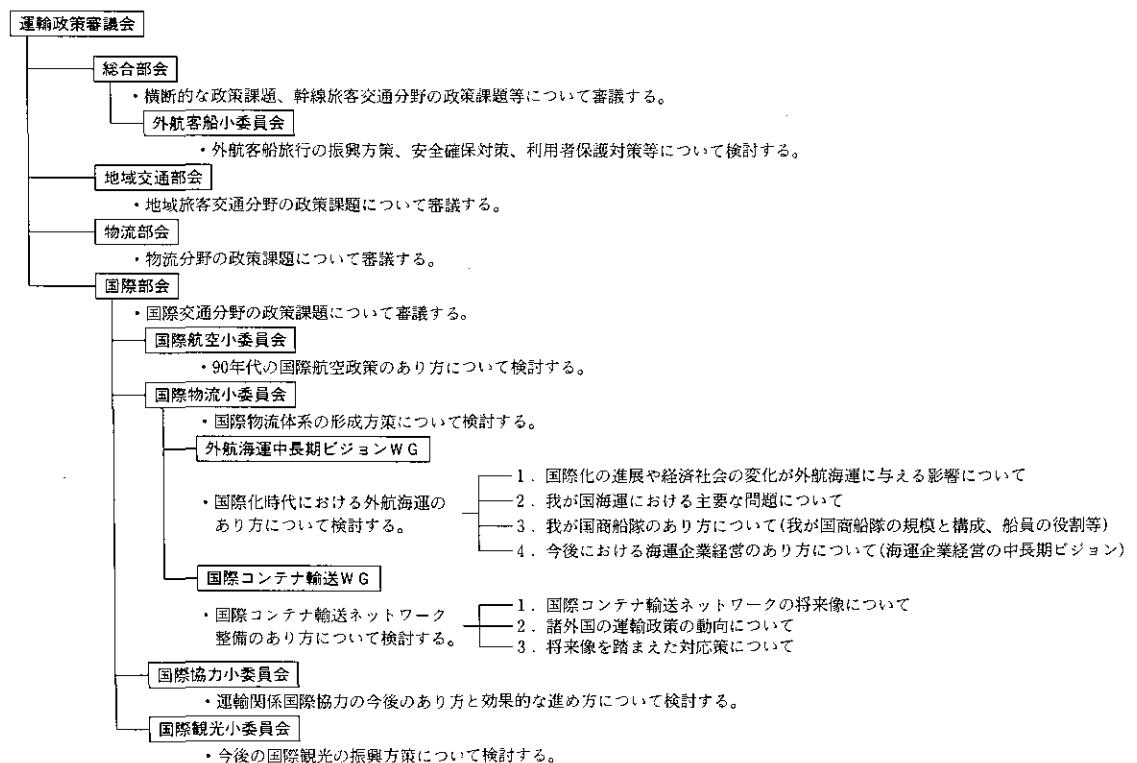 運輸政策審議会
総合部会
・横断的な政策課題、幹線旅客交通分野の政策課題等について審議する。
外航客船小委員会
・外航客船旅行の振興方策、安全確保対策、利用者保護対策等について検討する。
地域交通部会
・地域旅客交通分野の政策課題について審議する。
物流部会
・物流分野の政策課題について審議する。
国際部会
・国際交通分野の政策課題について審議する。
国際航空小委員会
・90年代の国際航空政策のあり方について検討する。
国際物流小委員会
・国際物流体系の形成方策について検討する。
外航海運中長期ビジョンWG
・国際化時代における外航海運の
あり方について検討する。
1．国際化の進展や経済社会の変化が外航海運に与える影響について
2．我が国海運における主要な問題について
3．我が国商船隊のあり方について(我が国商船隊の規模と構成、船員の役割等)
4．今後における海運企業経営のあり方について(海運企業経営の中長期ビジョン)
国際コンテナ輸送WG
・国際コンテナ輸送ネットワーク
整備のあり方について検討する。
1．国際コンテナ輸送ネットワークの将来像について
2．諸外国の運輸政策の動向について
3．将来像を踏まえた対応策について
国際協力小委員会
・運輸関係国際協力の今後のあり方と効果的な進め方について検討する。
国際観光小委員会
・今後の国際観光の振興方策について検討する。